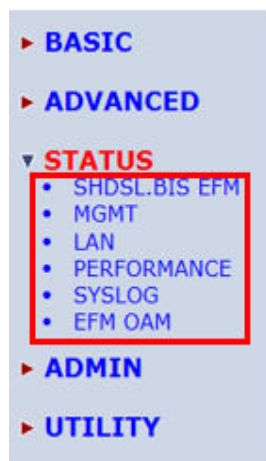 BASIC
ADVANCED
STATUS
SHDSL.BIS EFM
MGMT
LAN
PERFORMANCE
SYSLOG
EFM OAM
ADMIN
UTILITY